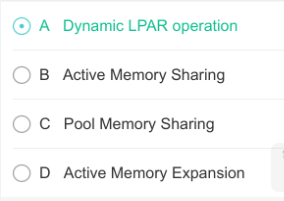 A Dynamic LPAR operation
B Active Memory Sharing
C Pool Memory Sharing
D Active Memory Expansion